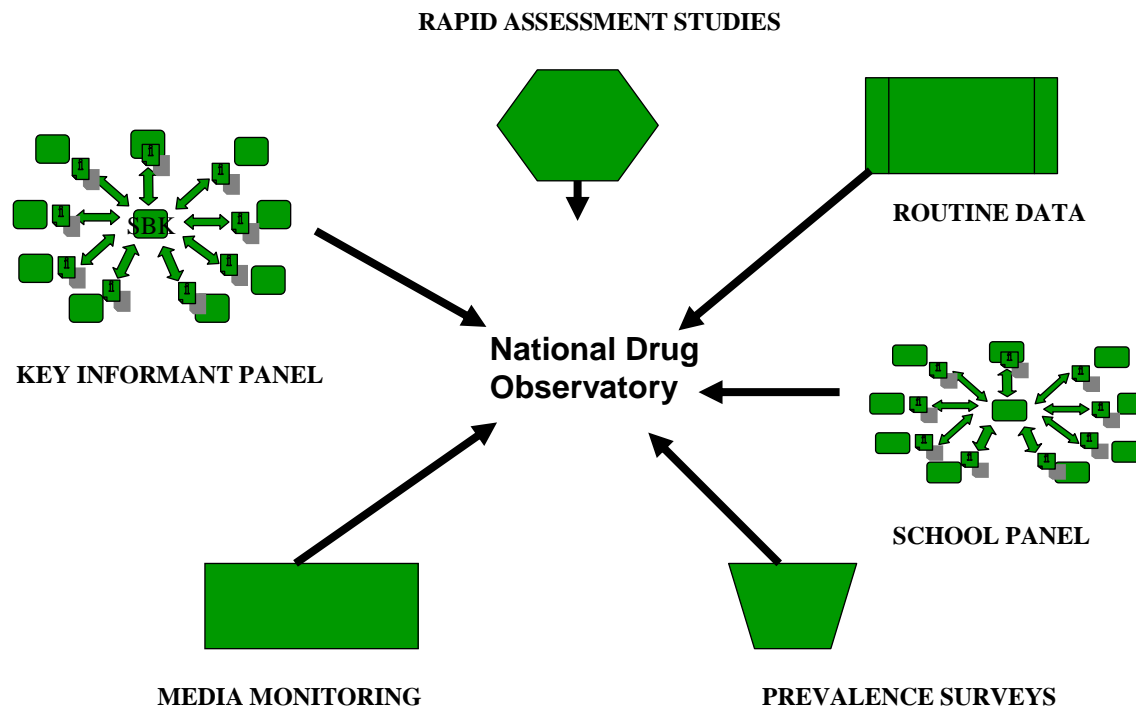 RAPID ASSESSMENT STUDIES
SBK
ROUTINE DATA
KEY INFORMANT PANEL
National Drug
Observatory
SCHOOL PANEL
MEDIA MONITORING
PREVALENCE SURVEYS